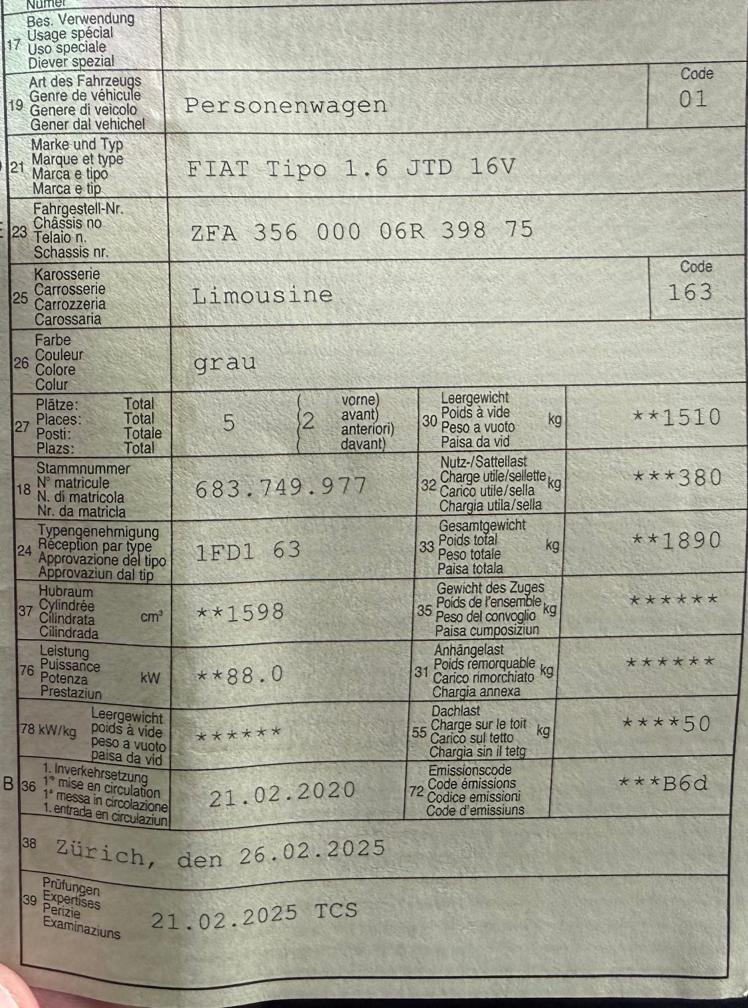 Numer
17
Bes. Verwendung
Usage spécial
Uso speciale
Diever spezial
19
Art des Fahrzeugs
Genre de véhicule
Genere di veicolo
Gener dal vehichel
Personenwagen
Code
01
21
Marke und Typ
Marque et type
Marca e tipo
Marca e tip
FIAT Tipo 1.6 JTD 16V
23
Fahrgestell-Nr.
Châssis no
Telaio n.
Schassis nr.
ZFA 356 000 06R 398 75
25
Karosserie
Carrosserie
Carrozzeria
Carossaria
Limousine
Code
163
26
Farbe
Couleur
Colore
Colur
grau
27
Plätze: Total
Places: Total
Posti: Totale
Plazs: Total
5
2
vorne)
avant)
anteriori)
davant)
30
Leergewicht
Poids à vide
Peso a vuoto
Paisa da vid
kg
**1510
18
Stammnummer
N° matricule
N. di matricola
Nr. da matricla
683.749.977
32
Nutz-/Sattellast
Charge utile/sellette
Carico utile/sella
Chargia utila/sella
kg
***380
24
Typengenehmigung
Réception par type
Approvazione del tipo
Approvaziun dal tip
1FD1 63
33
Gesamtgewicht
Poids total
Peso totale
Paisa totala
kg
**1890
37
Hubraum
Cylindrée
Cilindrata
Cilindrada
cm³
**1598
35
Gewicht des Zuges
Poids de l'ensemble
Peso del convoglio
Paisa cumposiziun
kg
******
76
Leistung
Puissance
Potenza
Prestaziun
kW
**88.0
31
Anhängelast
Poids remorquable
Carico rimorchiato
Chargia annexa
kg
******
78 kW/kg
Leergewicht
poids à vide
peso a vuoto
paisa da vid
******
55
Dachlast
Charge sur le toit
Carico sul tetto
Chargia sin il tetg
kg
****50
B
36
1. Inverkehrsetzung
1° mise en circulation
1° messa in circolazione
1. entrada en circulaziun
21.02.2020
72
Emissionscode
Code émissions
Codice emissioni
Code d'emissiuns
***B6d
38
Zürich, den 26.02.2025
39
Prüfungen
Expertises
Perizie
Examinaziuns
21.02.2025 TCS